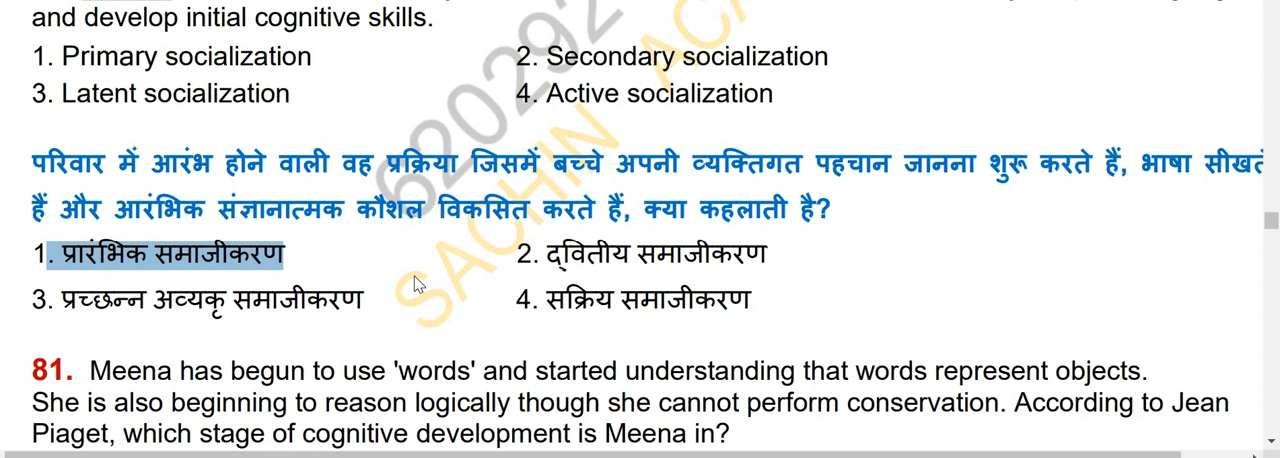 and develop initial cognitive skills.
1. Primary socialization 2. Secondary socialization
3. Latent socialization 4. Active socialization
परिवार में आरंभ होने वाली वह प्रक्रिया जिसमें बच्चे अपनी व्यक्तिगत पहचान जानना शुरू करते हैं, भाषा सीखते
हैं और आरंभिक संज्ञानात्मक कौशल विकसित करते हैं, क्या कहलाती है?
1. प्रारंभिक समाजीकरण 2. द्वितीय समाजीकरण
3. प्रच्छन्न अव्यकृ समाजीकरण 4. सक्रिय समाजीकरण
81. Meena has begun to use 'words' and started understanding that words represent objects.
She is also beginning to reason logically though she cannot perform conservation. According to Jean
Piaget, which stage of cognitive development is Meena in?
620292
SACHIN ACA